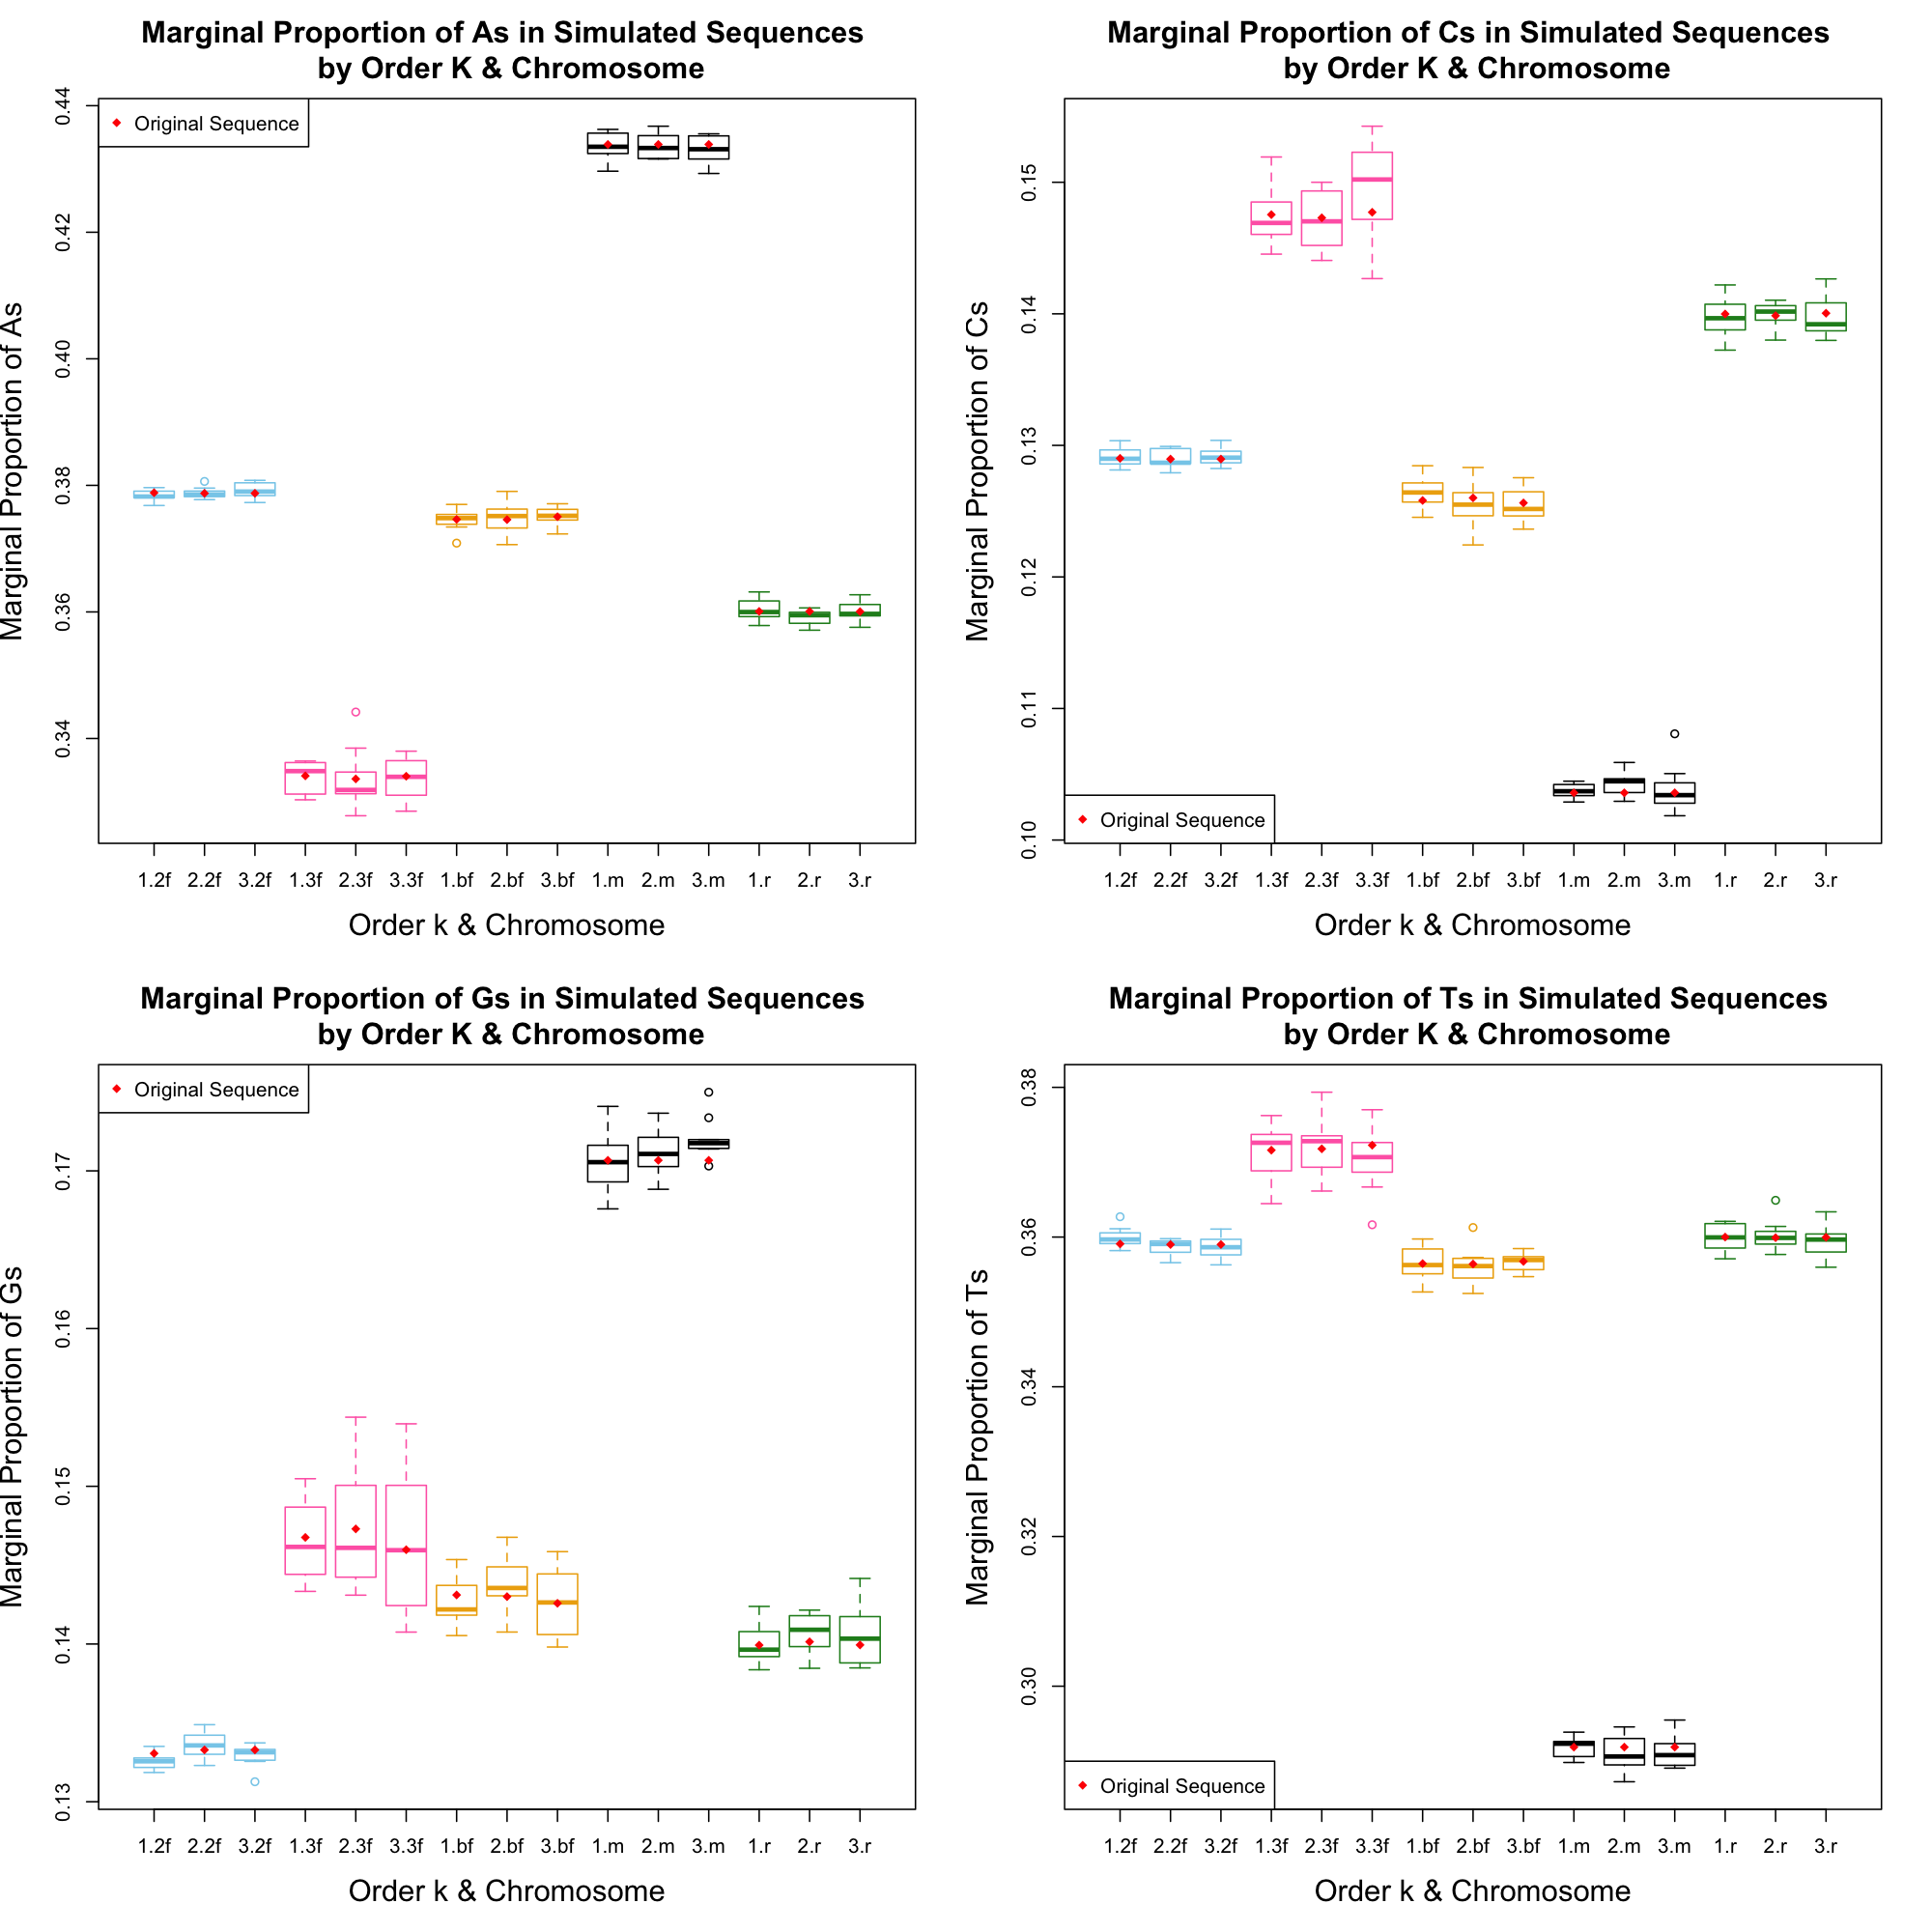 Marginal Proportion of As in Simulated Sequences
by Order K & Chromosome
Original Sequence
Marginal Proportion of As
0.44
0.42
0.40
0.38
0.36
0.34
1.2f 2.2f 3.2f 1.3f 2.3f 3.3f 1.bf 2.bf 3.bf 1.m 2.m 3.m 1.r 2.r 3.r
Order k & Chromosome
Marginal Proportion of Cs in Simulated Sequences
by Order K & Chromosome
Marginal Proportion of Cs
0.15
0.14
0.13
0.12
0.11
0.10
Original Sequence
1.2f 2.2f 3.2f 1.3f 2.3f 3.3f 1.bf 2.bf 3.bf 1.m 2.m 3.m 1.r 2.r 3.r
Order k & Chromosome
Marginal Proportion of Gs in Simulated Sequences
by Order K & Chromosome
Original Sequence
Marginal Proportion of Gs
0.17
0.16
0.15
0.14
0.13
1.2f 2.2f 3.2f 1.3f 2.3f 3.3f 1.bf 2.bf 3.bf 1.m 2.m 3.m 1.r 2.r 3.r
Order k & Chromosome
Marginal Proportion of Ts in Simulated Sequences
by Order K & Chromosome
Marginal Proportion of Ts
0.38
0.36
0.34
0.32
0.30
Original Sequence
1.2f 2.2f 3.2f 1.3f 2.3f 3.3f 1.bf 2.bf 3.bf 1.m 2.m 3.m 1.r 2.r 3.r
Order k & Chromosome